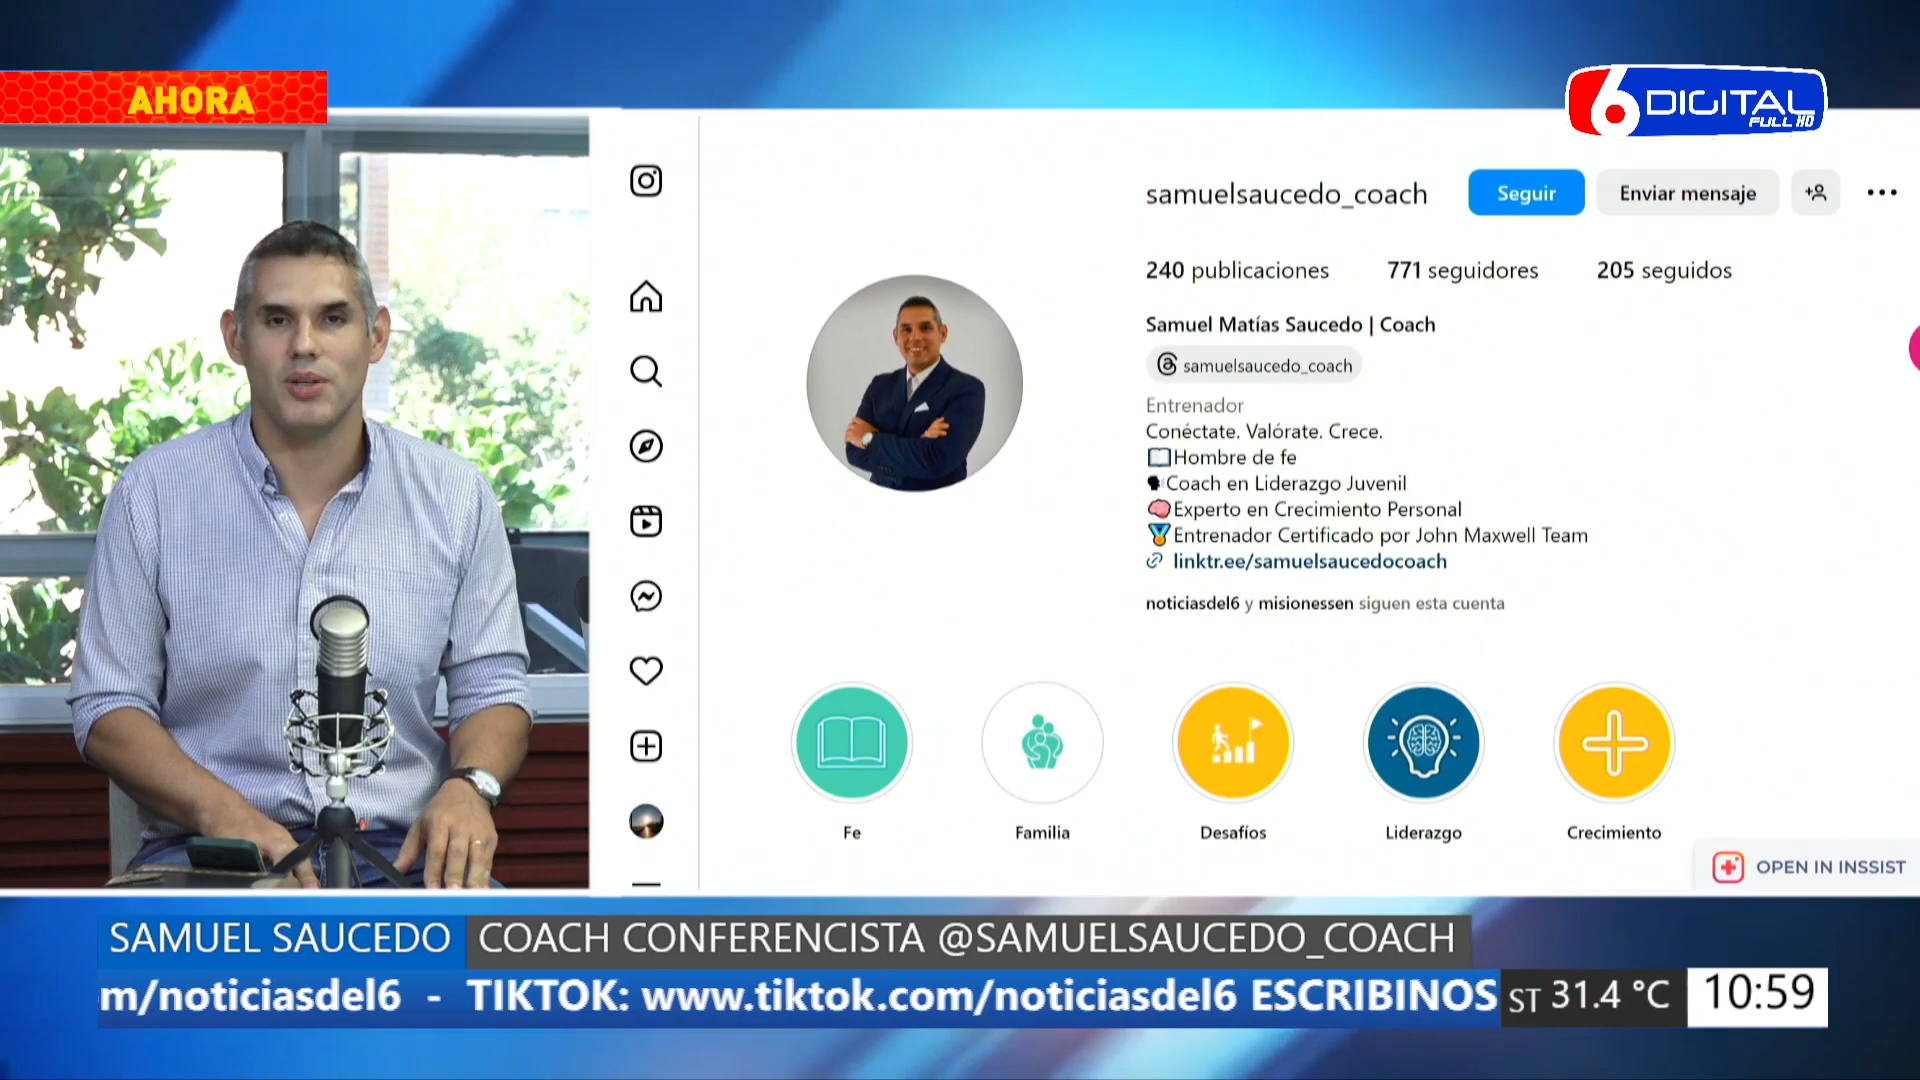 AHORA
6 DIGITAL
FULL HD
samuelsaucedo_coach
Seguir
Enviar mensaje
240 publicaciones
771 seguidores
205 seguidos
Samuel Matías Saucedo | Coach
samuelsaucedo_coach
Entrenador
Conéctate. Valórate. Crece.
Hombre de fe
Coach en Liderazgo Juvenil
Experto en Crecimiento Personal
Entrenador Certificado por John Maxwell Team
linktr.ee/samuelsaucedocoach
noticiasdel6 y misionessen siguen esta cuenta
Fe
Familia
Desafíos
Liderazgo
Crecimiento
OPEN IN INSSIST
SAMUEL SAUCEDO COACH CONFERENCISTA @SAMUELSAUCEDO_COACH
m/noticiasdel6 - TIKTOK: www.tiktok.com/noticiasdel6 ESCRIBINOS
ST 31.4 °C
10:59